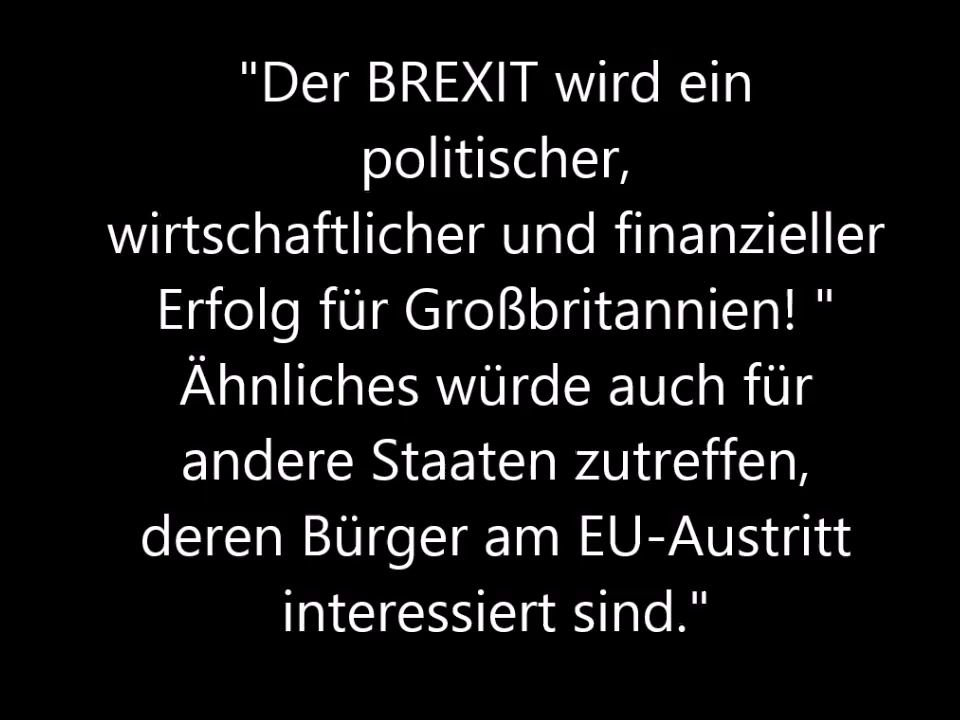 "Der BREXIT wird ein
politischer,
wirtschaftlicher und finanzieller
Erfolg für Großbritannien! "
Ähnliches würde auch für
andere Staaten zutreffen,
deren Bürger am EU-Austritt
interessiert sind."